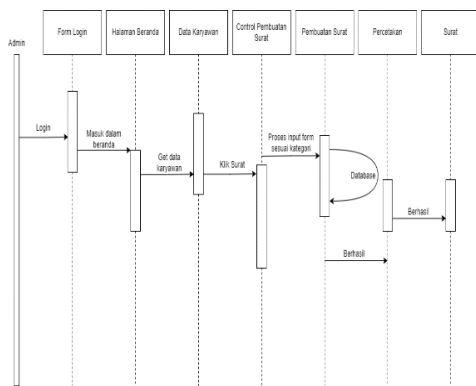 Admin
Form Login
Halaman Beranda
Data Karyawan
Control Pembuatan
Surat
Pembuatan Surat
Percetakan
Surat
Login
Masuk dalam
beranda
Get data
karyawan
Klik Surat
Proses input form
sesuai kategori
Database
Berhasil
Berhasil